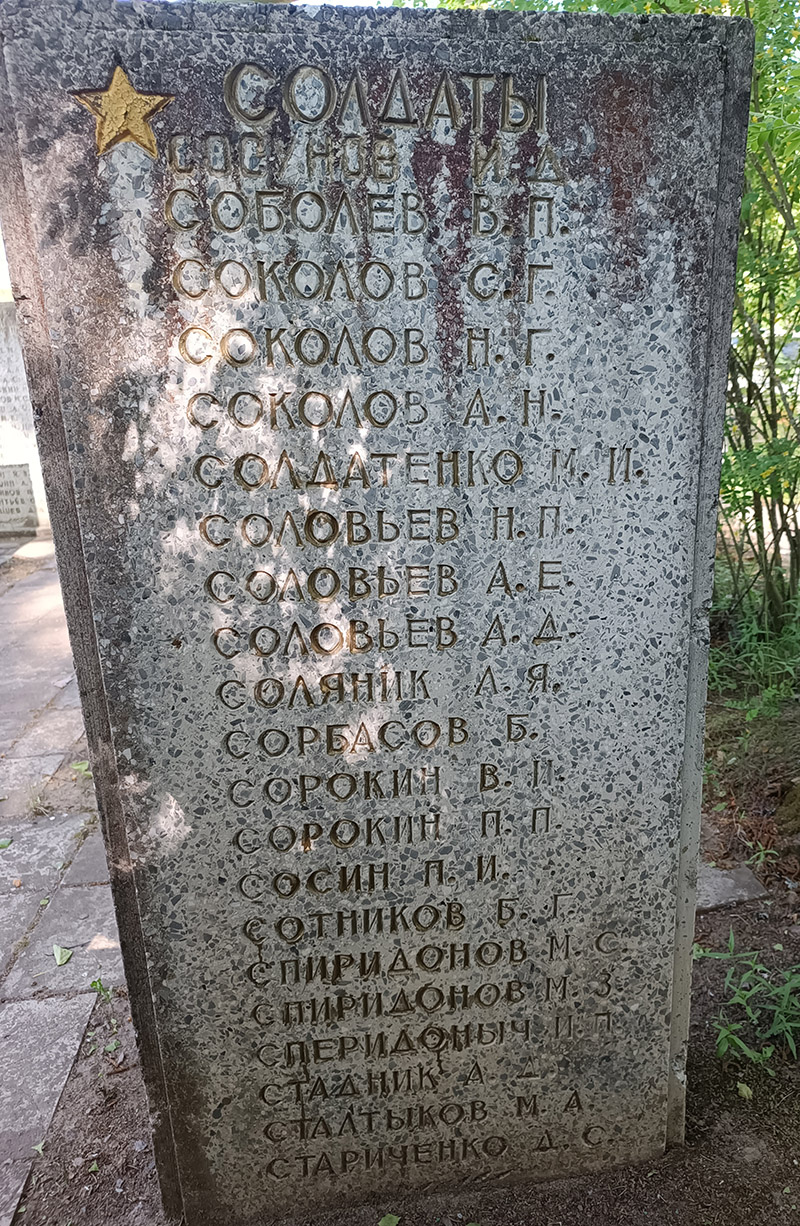 СОЛДАТЫ
СОСУНОВ И. Д
СОБОЛЕВ В. П.
СОКОЛОВ С. Г.
СОКОЛОВ Н. Г.
СОКОЛОВ А. Н.
СОЛДАТЕНКО М. И.
СОЛОВЬЕВ Н. П.
СОЛОВЬЕВ А. Е.
СОЛОВЬЕВ А. Д.
СОЛЯНИК Л. Я.
СОРБАСОВ Б.
СОРОКИН В. И.
СОРОКИН П. П.
СОСИН П. И.
СОТНИКОВ Б. Г.
СПИРИДОНОВ М. С.
СПИРИДОНОВ М. З.
СПЕРИДОНЫЧ И. П.
СТАДНИК А. Д.
СТАЛТЫКОВ М. А.
СТАРИЧЕНКО Д. С.